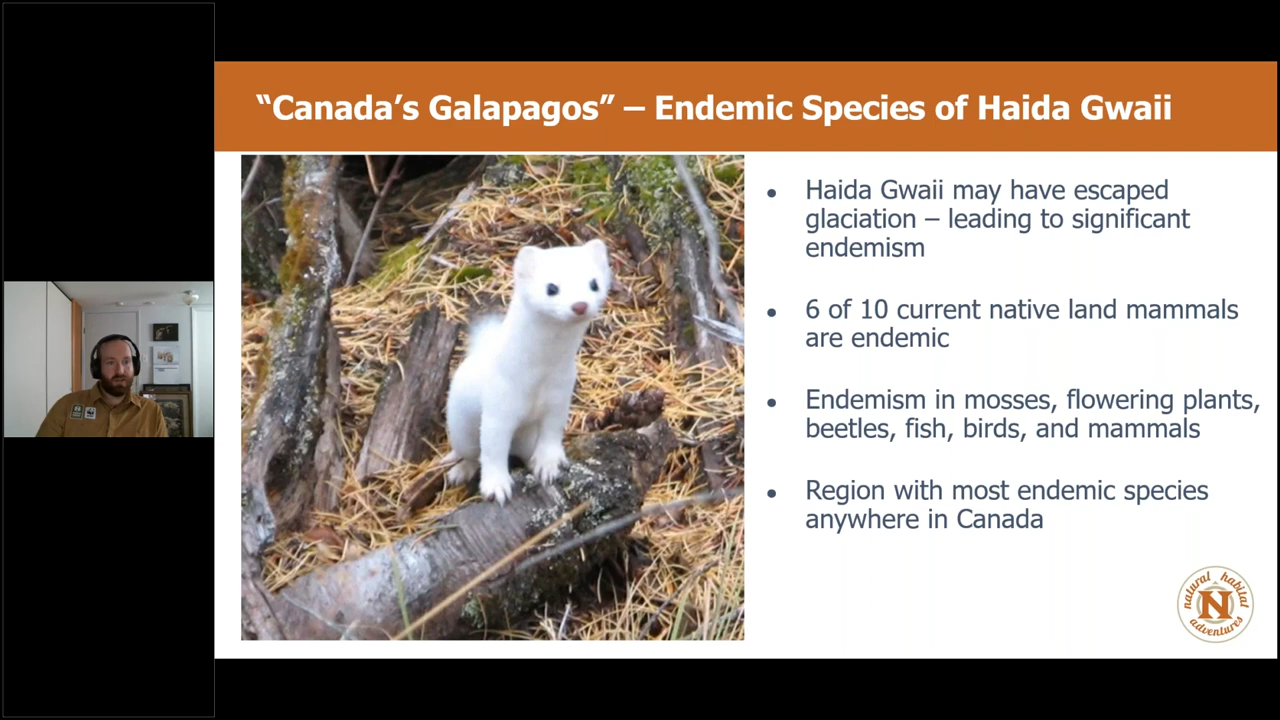 “Canada’s Galapagos” – Endemic Species of Haida Gwaii
• Haida Gwaii may have escaped
glaciation – leading to significant
endemism
• 6 of 10 current native land mammals
are endemic
• Endemism in mosses, flowering plants,
beetles, fish, birds, and mammals
• Region with most endemic species
anywhere in Canada
natural habitat
N
adventures